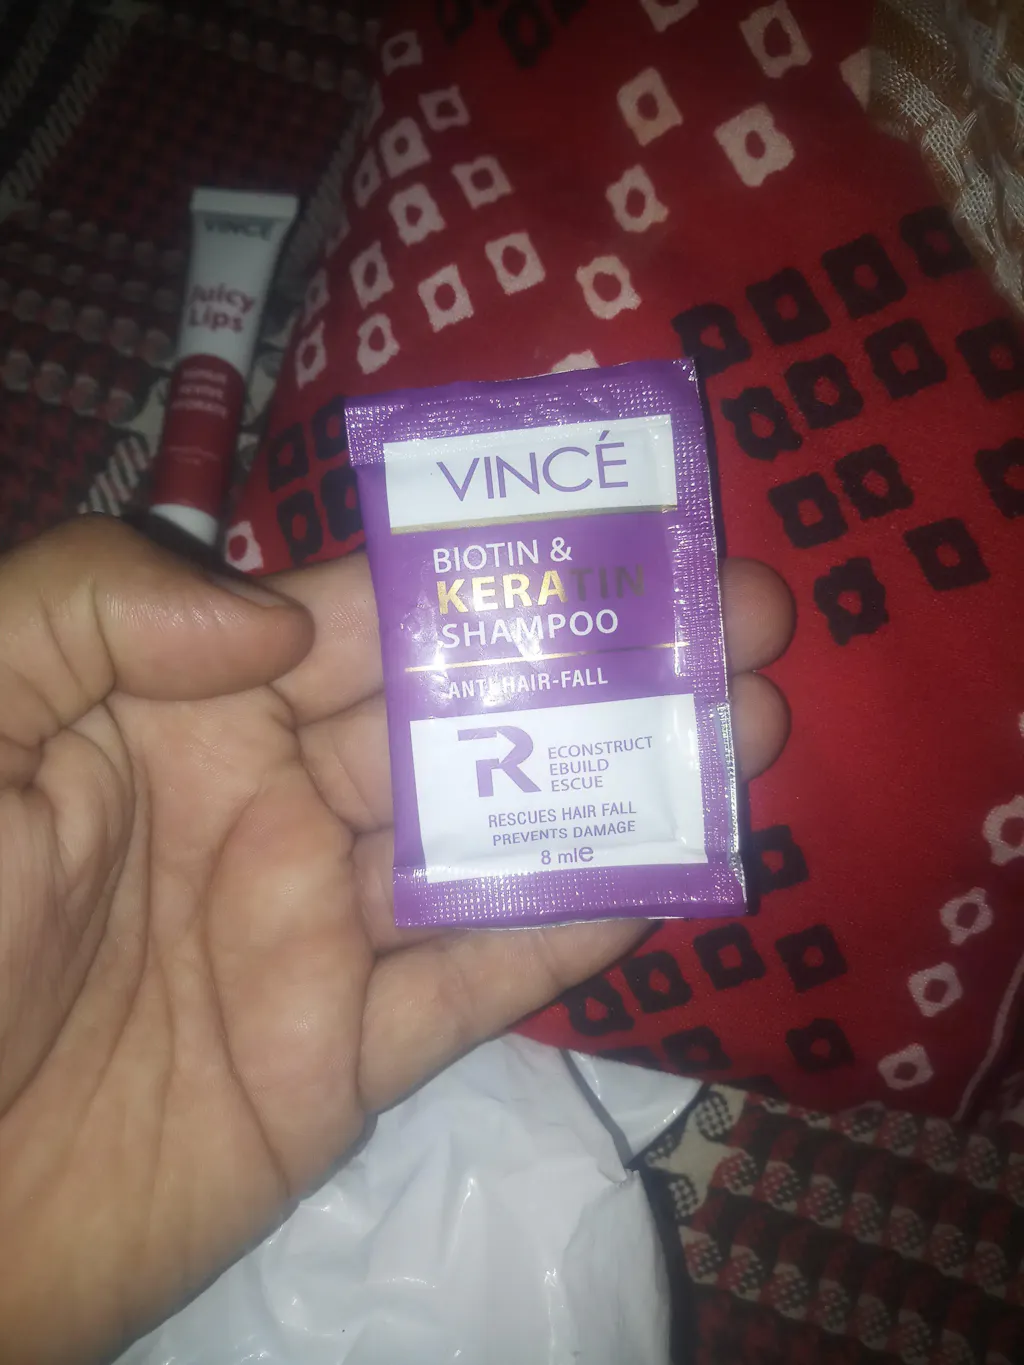 VINCÉ
Juicy
Lips
VINCÉ
BIOTIN &
KERATIN
SHAMPOO
ANTI HAIR-FALL
R ECONSTRUCT
EBUILD
ESCUE
RESCUES HAIR FALL
PREVENTS DAMAGE
8 ml e